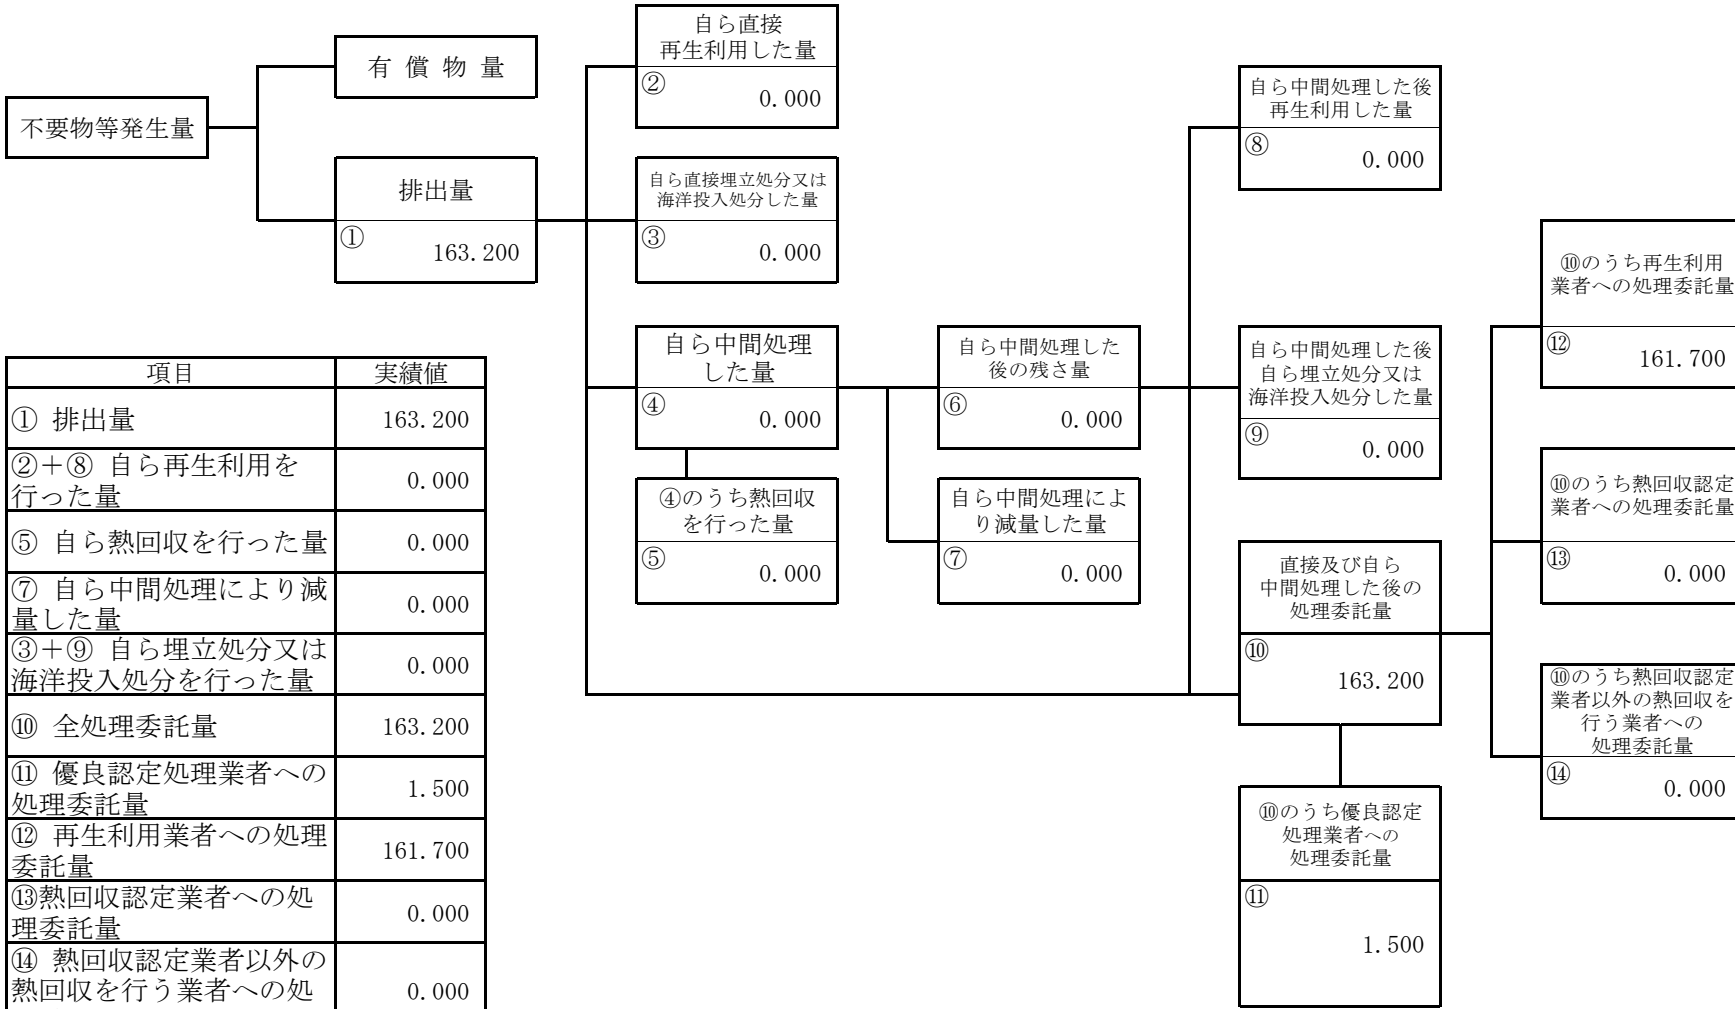 不要物等発生量
有 償 物 量
排出量
① 163.200
自ら直接
再生利用した量
② 0.000
自ら直接埋立処分又は
海洋投入処分した量
③ 0.000
自ら中間処理
した量
④ 0.000
④のうち熱回収
を行った量
⑤ 0.000
自ら中間処理した
後の残さ量
⑥ 0.000
自ら中間処理によ
り減量した量
⑦ 0.000
自ら中間処理した後
再生利用した量
⑧ 0.000
自ら中間処理した後
自ら埋立処分又は
海洋投入処分した量
⑨ 0.000
直接及び自ら
中間処理した後の
処理委託量
⑩
163.200
⑩のうち優良認定
処理業者への
処理委託量
⑪
1.500
⑩のうち再生利用
業者への処理委託量
⑫ 161.700
⑩のうち熱回収認定
業者への処理委託量
⑬ 0.000
⑩のうち熱回収認定
業者以外の熱回収を
行う業者への
処理委託量
⑭ 0.000
項目 実績値
① 排出量 163.200
②＋⑧ 自ら再生利用を
行った量 0.000
⑤ 自ら熱回収を行った量 0.000
⑦ 自ら中間処理により減
量した量 0.000
③＋⑨ 自ら埋立処分又は
海洋投入処分を行った量 0.000
⑩ 全処理委託量 163.200
⑪ 優良認定処理業者への
処理委託量 1.500
⑫ 再生利用業者への処理
委託量 161.700
⑬熱回収認定業者への処
理委託量 0.000
⑭ 熱回収認定業者以外の
熱回収を行う業者への処 0.000